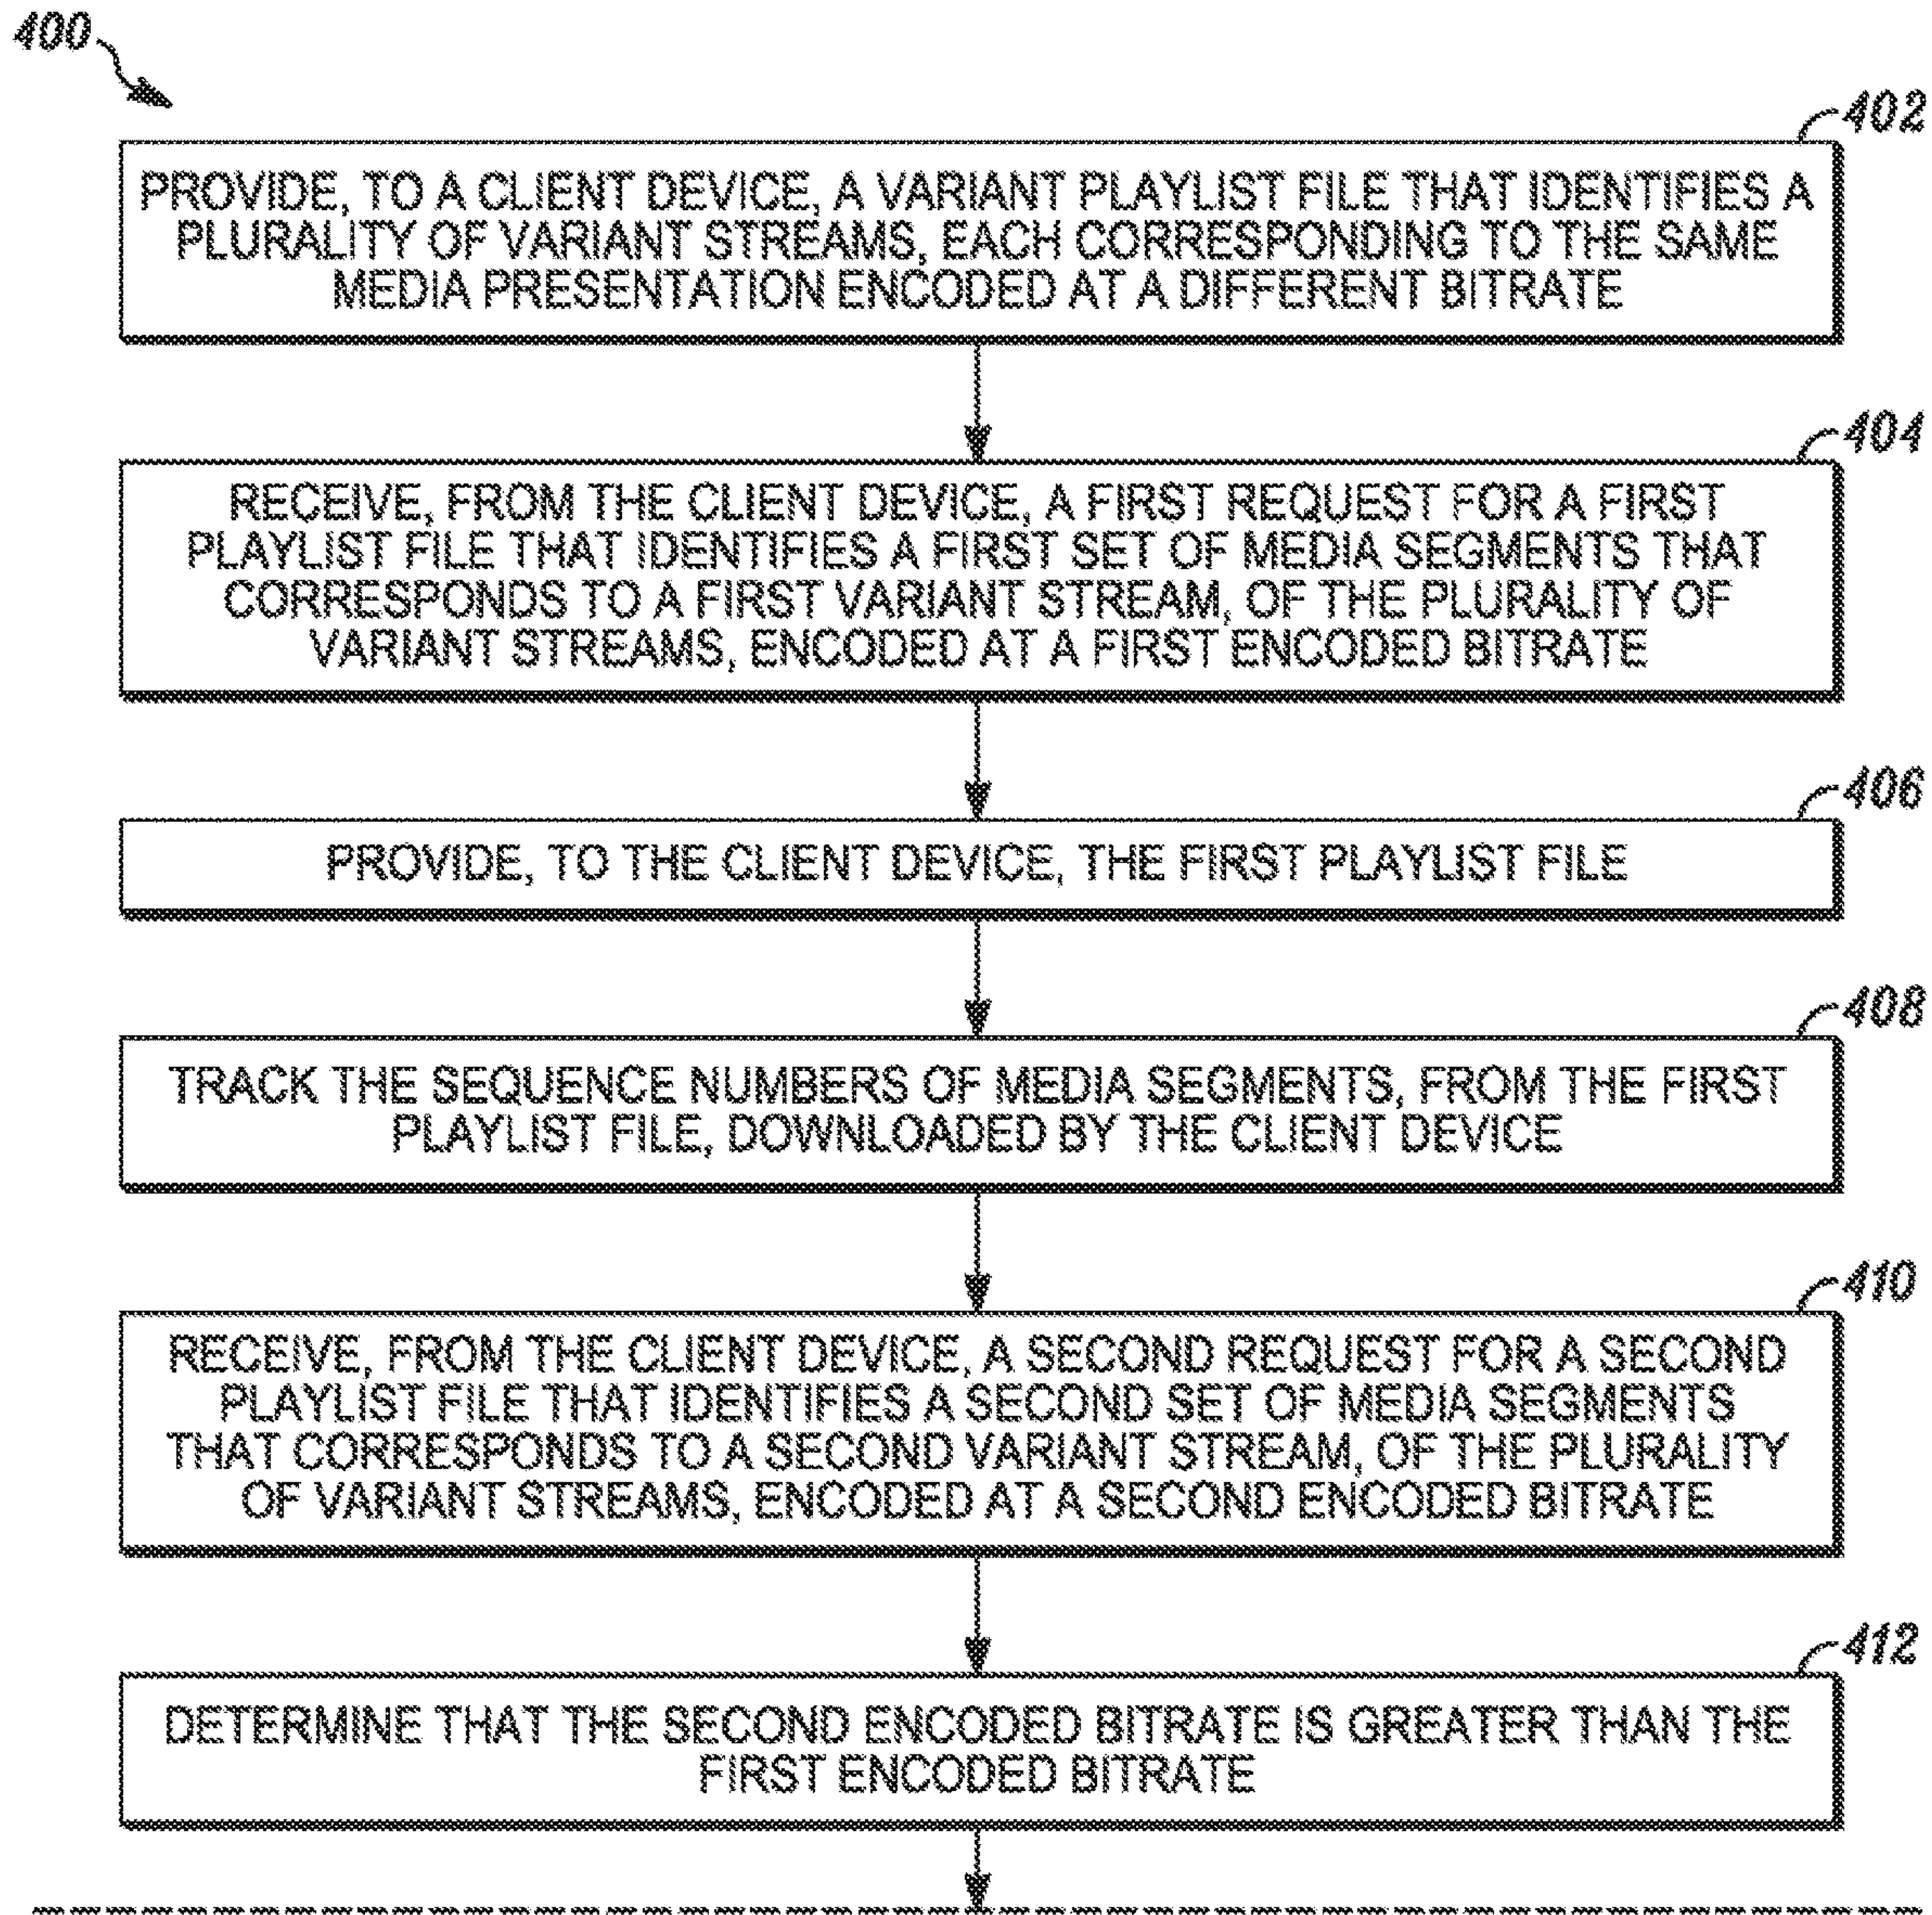 400
402
PROVIDE, TO A CLIENT DEVICE, A VARIANT PLAYLIST FILE THAT IDENTIFIES A
PLURALITY OF VARIANT STREAMS, EACH CORRESPONDING TO THE SAME
MEDIA PRESENTATION ENCODED AT A DIFFERENT BITRATE
404
RECEIVE, FROM THE CLIENT DEVICE, A FIRST REQUEST FOR A FIRST
PLAYLIST FILE THAT IDENTIFIES A FIRST SET OF MEDIA SEGMENTS THAT
CORRESPONDS TO A FIRST VARIANT STREAM, OF THE PLURALITY OF
VARIANT STREAMS, ENCODED AT A FIRST ENCODED BITRATE
406
PROVIDE, TO THE CLIENT DEVICE, THE FIRST PLAYLIST FILE
408
TRACK THE SEQUENCE NUMBERS OF MEDIA SEGMENTS, FROM THE FIRST
PLAYLIST FILE, DOWNLOADED BY THE CLIENT DEVICE
410
RECEIVE, FROM THE CLIENT DEVICE, A SECOND REQUEST FOR A SECOND
PLAYLIST FILE THAT IDENTIFIES A SECOND SET OF MEDIA SEGMENTS
THAT CORRESPONDS TO A SECOND VARIANT STREAM, OF THE PLURALITY
OF VARIANT STREAMS, ENCODED AT A SECOND ENCODED BITRATE
412
DETERMINE THAT THE SECOND ENCODED BITRATE IS GREATER THAN THE
FIRST ENCODED BITRATE